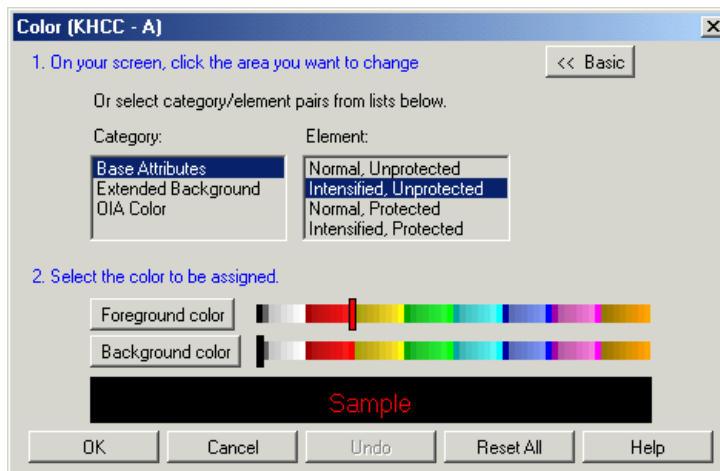 Color (KHCC - A)
1. On your screen, click the area you want to change
<< Basic
Or select category/element pairs from lists below.
Category:
Element:
Base Attributes
Extended Background
OIA Color
Normal, Unprotected
Intensified, Unprotected
Normal, Protected
Intensified, Protected
2. Select the color to be assigned.
Foreground color
Background color
Sample
OK
Cancel
Undo
Reset All
Help